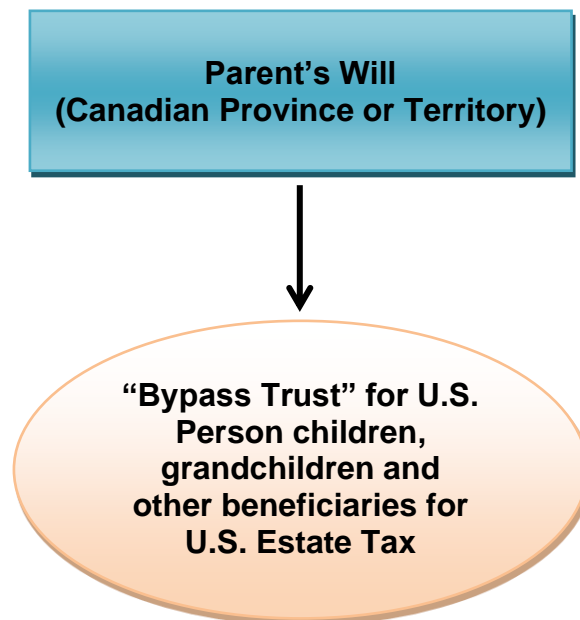 Parent’s Will
(Canadian Province or Territory)
“Bypass Trust” for U.S.
Person children,
grandchildren and
other beneficiaries for
U.S. Estate Tax